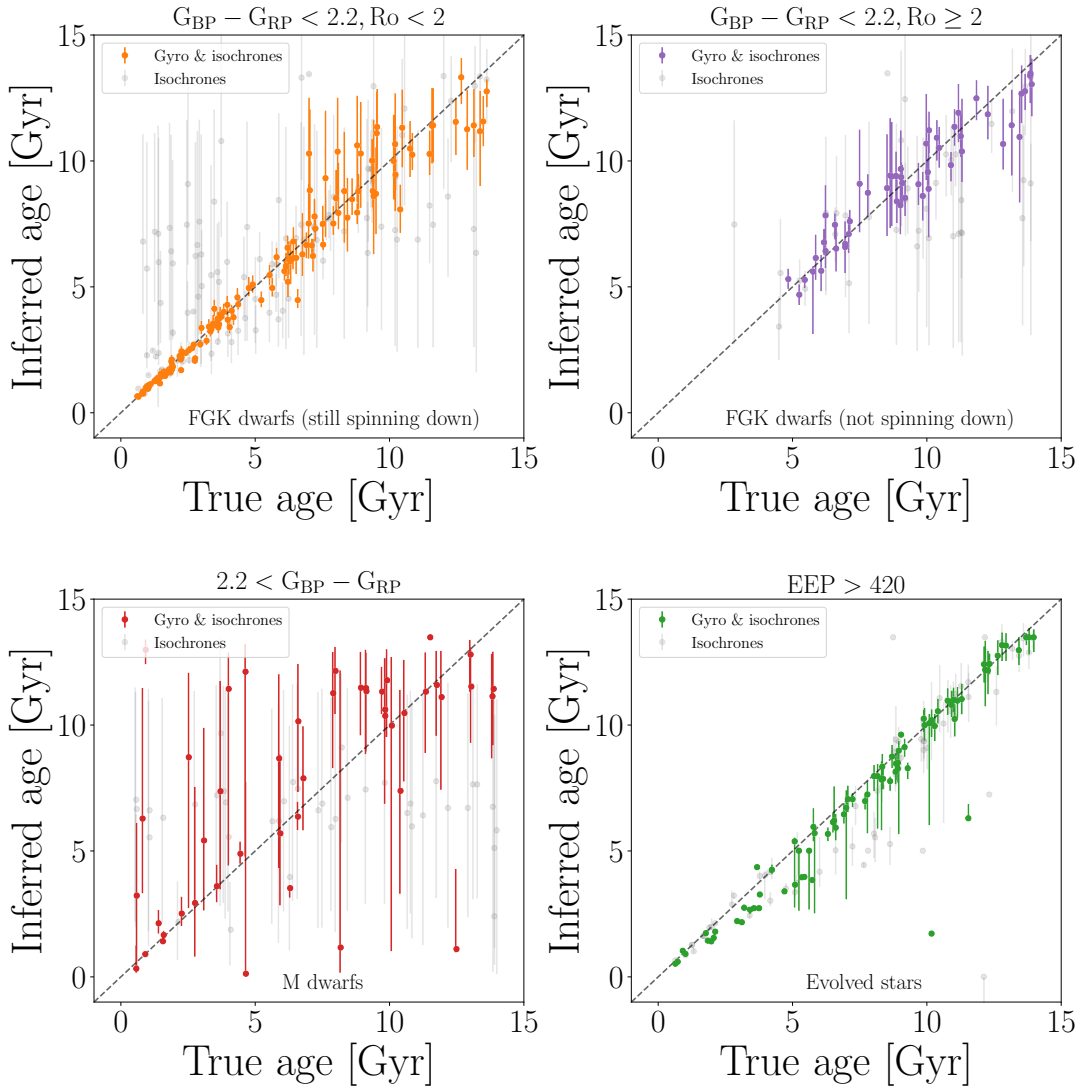 G_BP − G_RP < 2.2, Ro < 2
15
10
5
0
Inferred age [Gyr]
Gyro & isochrones
Isochrones
FGK dwarfs (still spinning down)
0 5 10 15
True age [Gyr]
G_BP − G_RP < 2.2, Ro ≥ 2
15
10
5
0
Inferred age [Gyr]
Gyro & isochrones
Isochrones
FGK dwarfs (not spinning down)
0 5 10 15
True age [Gyr]
2.2 < G_BP − G_RP
15
10
5
0
Inferred age [Gyr]
Gyro & isochrones
Isochrones
M dwarfs
0 5 10 15
True age [Gyr]
EEP > 420
15
10
5
0
Inferred age [Gyr]
Gyro & isochrones
Isochrones
Evolved stars
0 5 10 15
True age [Gyr]